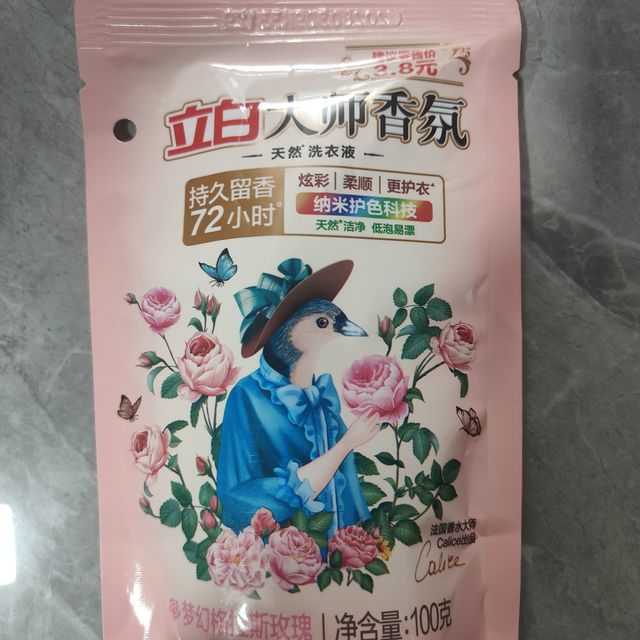 建议零售价
3.8元
立白大师香氛
天然*洗衣液
持久留香
72小时
炫彩|柔顺|更护衣*
纳米护色科技
天然*洁净 低泡易漂
法国香水大师
Calice出品
Calice
梦幻格拉斯玫瑰|净含量:100克